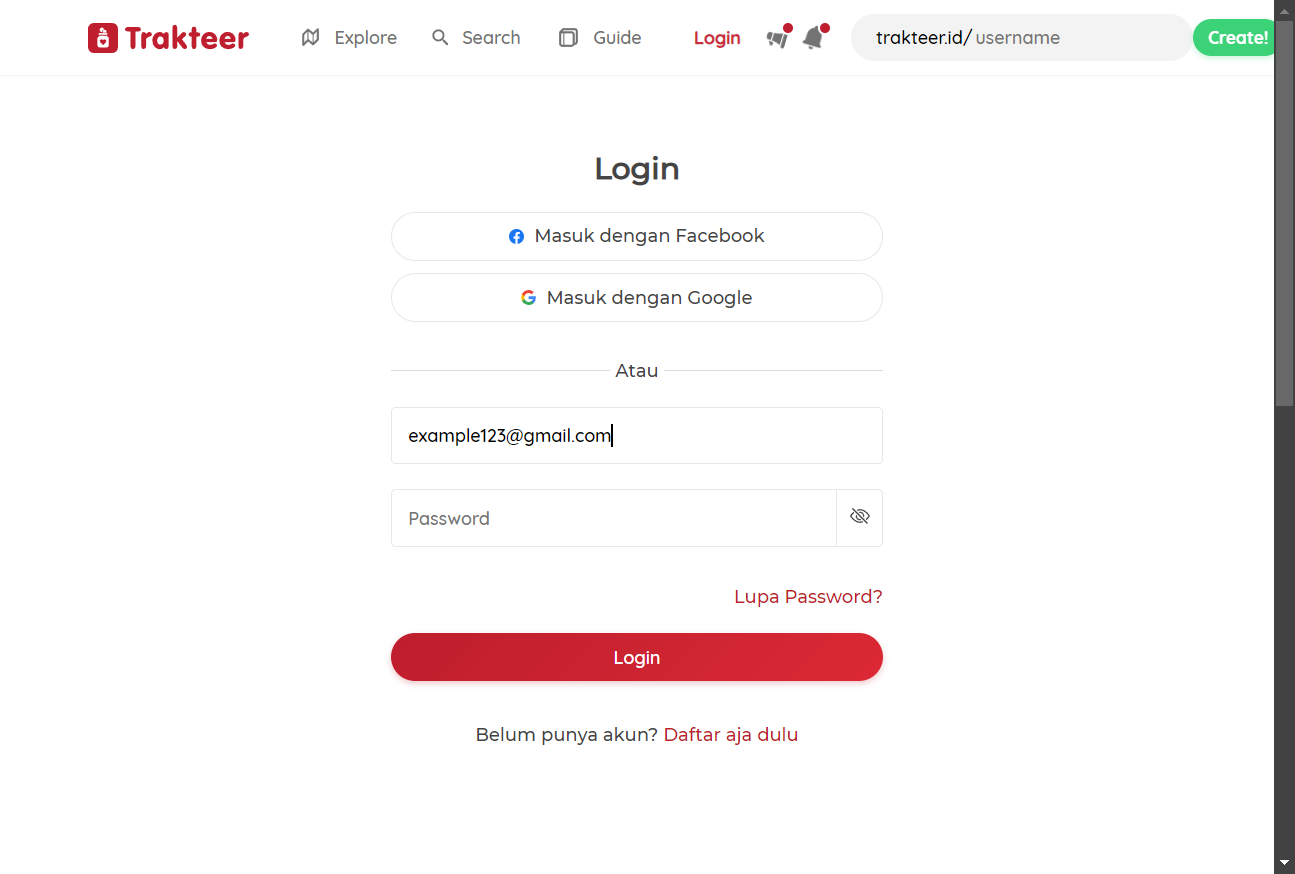 Trakteer Explore Search Guide Login trakteer.id/ username Create!
Login
Masuk dengan Facebook
Masuk dengan Google
Atau
example123@gmail.com
Password
Lupa Password?
Login
Belum punya akun? Daftar aja dulu